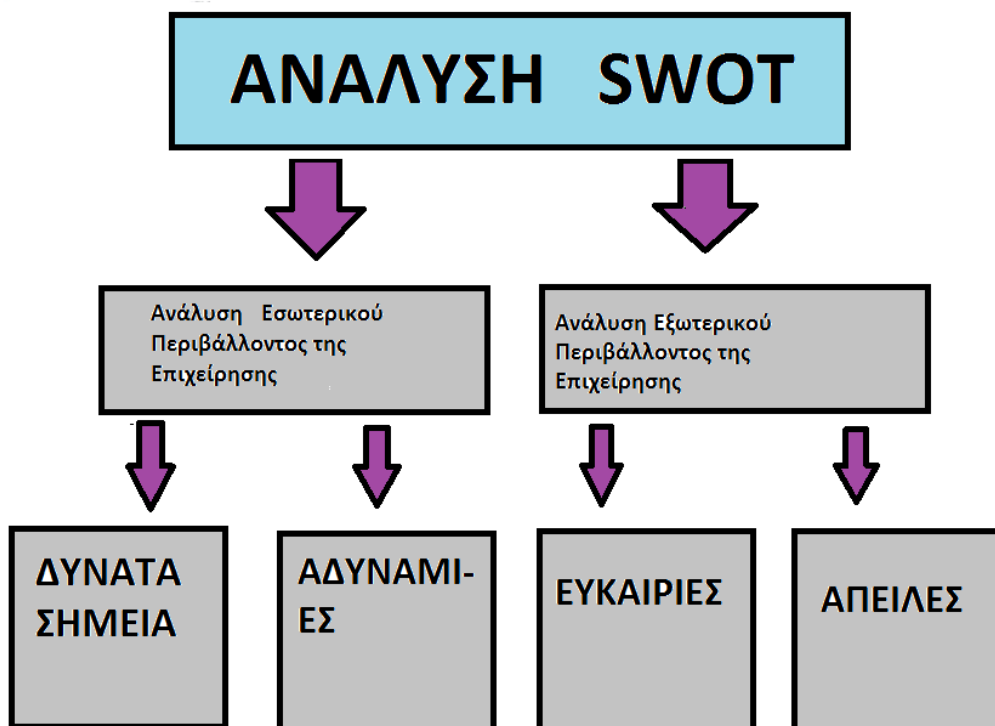 ΑΝΑΛΥΣΗ SWOT
Ανάλυση Εσωτερικού
Περιβάλλοντος της
Επιχείρησης
Ανάλυση Εξωτερικού
Περιβάλλοντος της
Επιχείρησης
ΔΥΝΑΤΑ
ΣΗΜΕΙΑ
ΑΔΥΝΑΜΙ-
ΕΣ
ΕΥΚΑΙΡΙΕΣ
ΑΠΕΙΛΕΣ